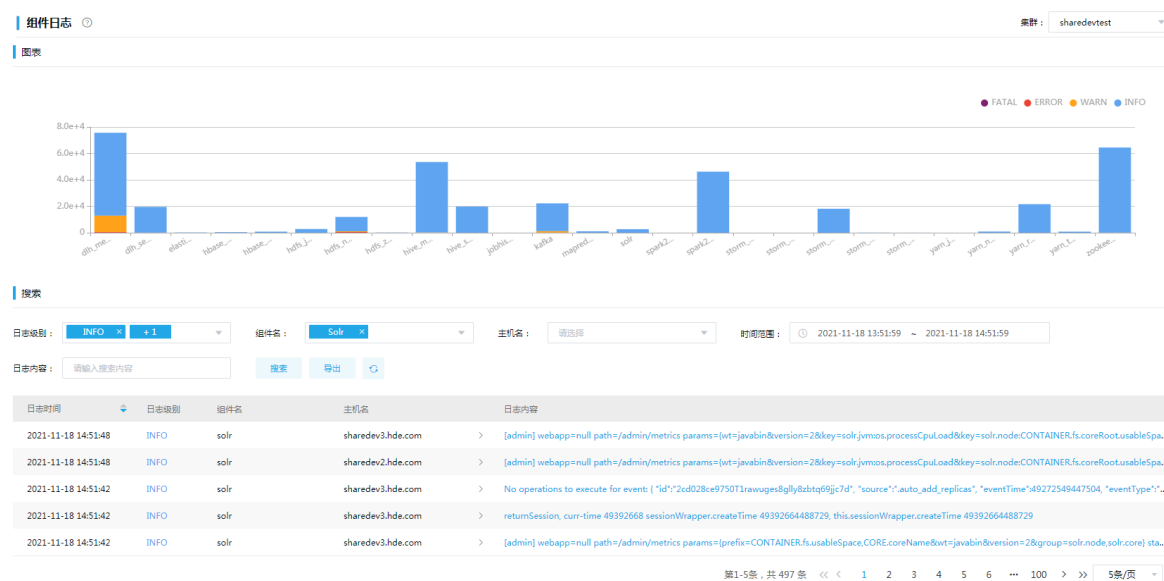 组件日志
集群： sharedevtest
图表
FATAL ERROR WARN INFO
8.0e+4
6.0e+4
4.0e+4
2.0e+4
0
dlh_me... dlh_se... elasti... hbase_... hbase_... hdfs_j... hdfs_n... hdfs_z... hive_m... hive_s... jobhis... kafka mapred... solr spark2... spark2... storm_... storm_... storm_... storm_... storm_... yarn_j... yarn_n... yarn_r... yarn_t... zookee...
搜索
日志级别： INFO × + 1 组件名： Solr × 主机名： 请选择 时间范围： 2021-11-18 13:51:59 ~ 2021-11-18 14:51:59
日志内容： 请输入搜索内容 搜索 导出
日志时间 日志级别 组件名 主机名 日志内容
2021-11-18 14:51:48 INFO solr sharedev3.hde.com > [admin] webapp=null path=/admin/metrics params={wt=javabin&version=2&key=solr.jvm:os.processCpuLoad&key=solr.node:CONTAINER.fs.coreRoot.usableSpa...
2021-11-18 14:51:48 INFO solr sharedev2.hde.com > [admin] webapp=null path=/admin/metrics params={wt=javabin&version=2&key=solr.jvm:os.processCpuLoad&key=solr.node:CONTAINER.fs.coreRoot.usableSpa...
2021-11-18 14:51:42 INFO solr sharedev3.hde.com > No operations to execute for event: { "id":"2cd028ce9750T1rawuges8glly8zbtq69jjc7d", "source":".auto_add_replicas", "eventTime":49272549447504, "eventType":"...
2021-11-18 14:51:42 INFO solr sharedev3.hde.com > returnSession, curr-time 49392668 sessionWrapper.createTime 49392664488729, this.sessionWrapper.createTime 49392664488729
2021-11-18 14:51:42 INFO solr sharedev3.hde.com > [admin] webapp=null path=/admin/metrics params={prefix=CONTAINER.fs.usableSpace,CORE.coreName&wt=javabin&version=2&group=solr.node,solr.core} sta...
第1-5条，共 497 条 << < 1 2 3 4 5 6 ••• 100 > >> 5条/页